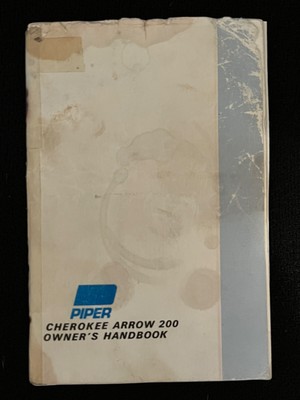 PIPER
CHEROKEE ARROW 200
OWNER'S HANDBOOK